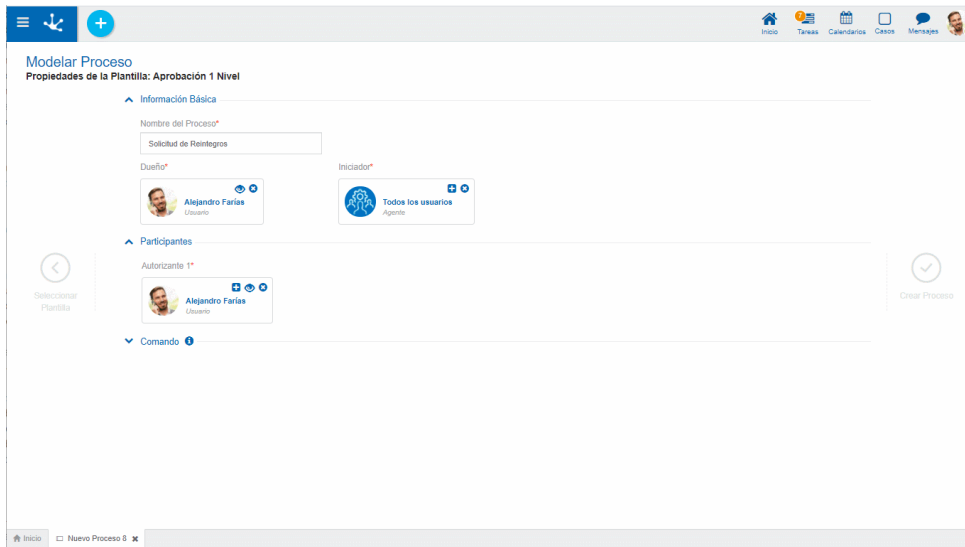 Inicio
7
Tareas
Calendarios
Casos
Mensajes
Modelar Proceso
Propiedades de la Plantilla: Aprobación 1 Nivel
Información Básica
Nombre del Proceso*
Solicitud de Reintegros
Dueño*
Iniciador*
Alejandro Farías
Usuario
Todos los usuarios
Agente
Participantes
Autorizante 1*
Alejandro Farías
Usuario
Seleccionar
Plantilla
Crear Proceso
Comando
Inicio
Nuevo Proceso 8